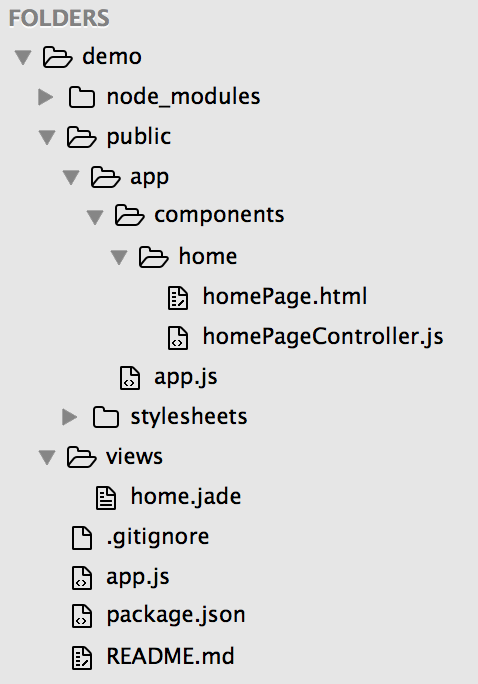 FOLDERS
demo
node_modules
public
app
components
home
homePage.html
homePageController.js
app.js
stylesheets
views
home.jade
.gitignore
app.js
package.json
README.md